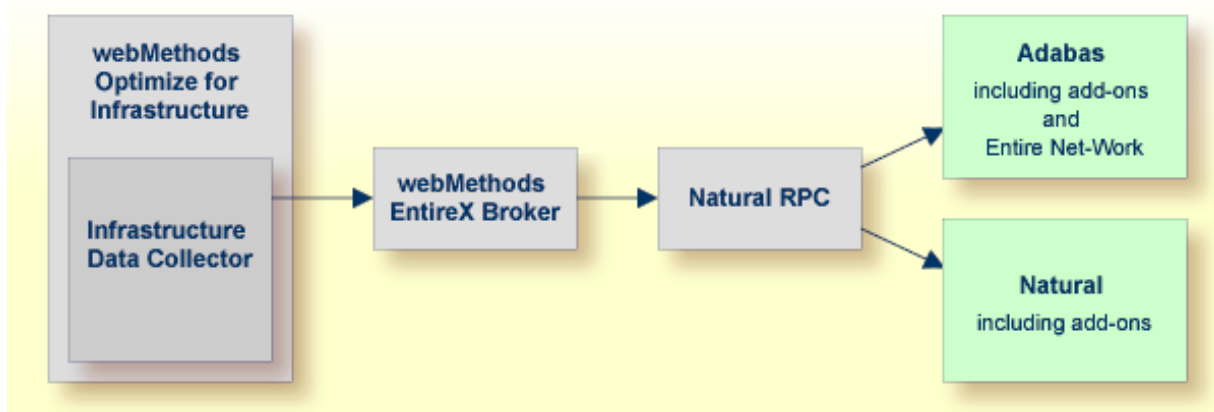 webMethods
Optimize for
Infrastructure
Infrastructure
Data Collector
webMethods
EntireX Broker
Natural RPC
Adabas
including add-ons
and
Entire Net-Work
Natural
including add-ons